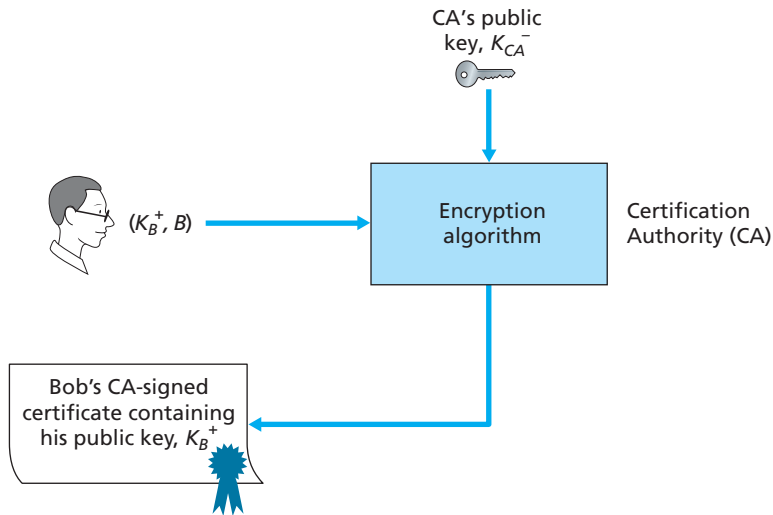 CA's public
key, K_CA^−
(K_B^+, B)
Encryption
algorithm
Certification
Authority (CA)
Bob's CA-signed
certificate containing
his public key, K_B^+